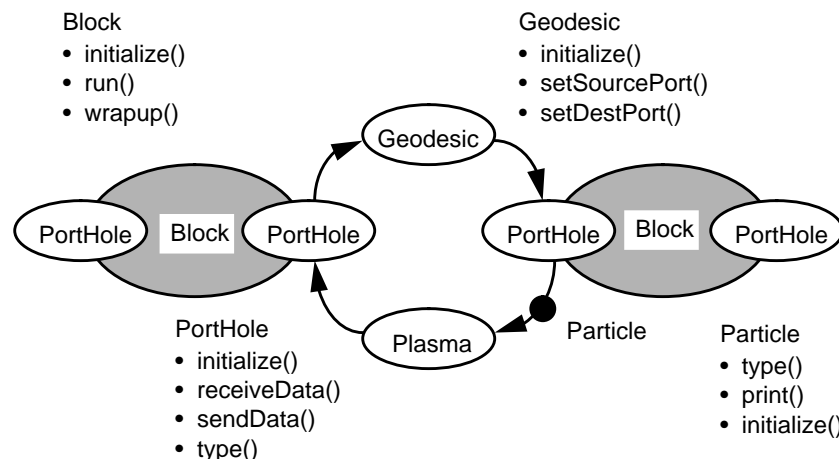 Block
• initialize()
• run()
• wrapup()
Geodesic
• initialize()
• setSourcePort()
• setDestPort()
Geodesic
PortHole
Block
PortHole
PortHole
Block
PortHole
Plasma
Particle
PortHole
• initialize()
• receiveData()
• sendData()
• type()
Particle
• type()
• print()
• initialize()